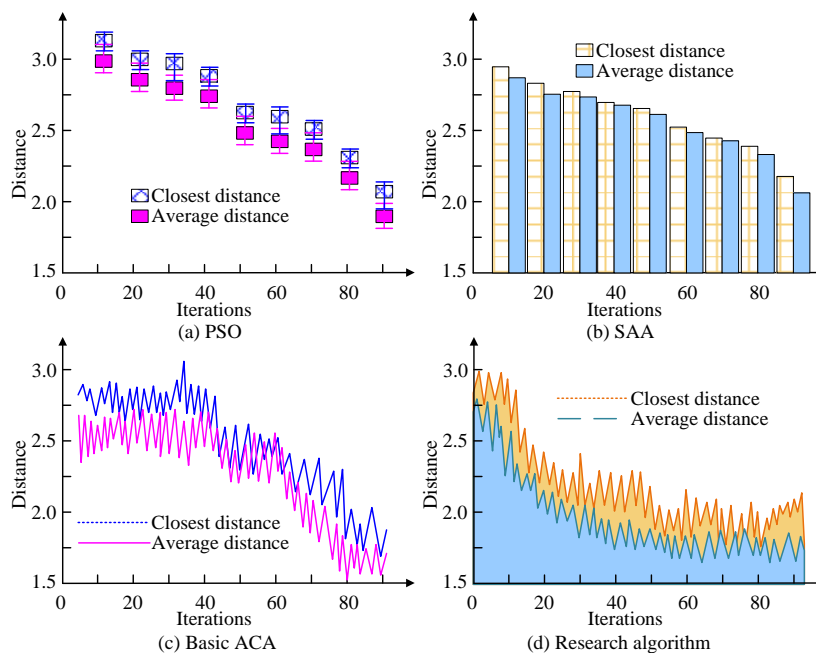 3.0
2.5
2.0
1.5
Distance
Closest distance
Average distance
0 20 40 60 80
Iterations
(a) PSO
3.0
2.5
2.0
1.5
Distance
Closest distance
Average distance
0 20 40 60 80
Iterations
(b) SAA
3.0
2.5
2.0
1.5
Distance
Closest distance
Average distance
0 20 40 60 80
Iterations
(c) Basic ACA
3.0
2.5
2.0
1.5
Distance
Closest distance
Average distance
0 20 40 60 80
Iterations
(d) Research algorithm